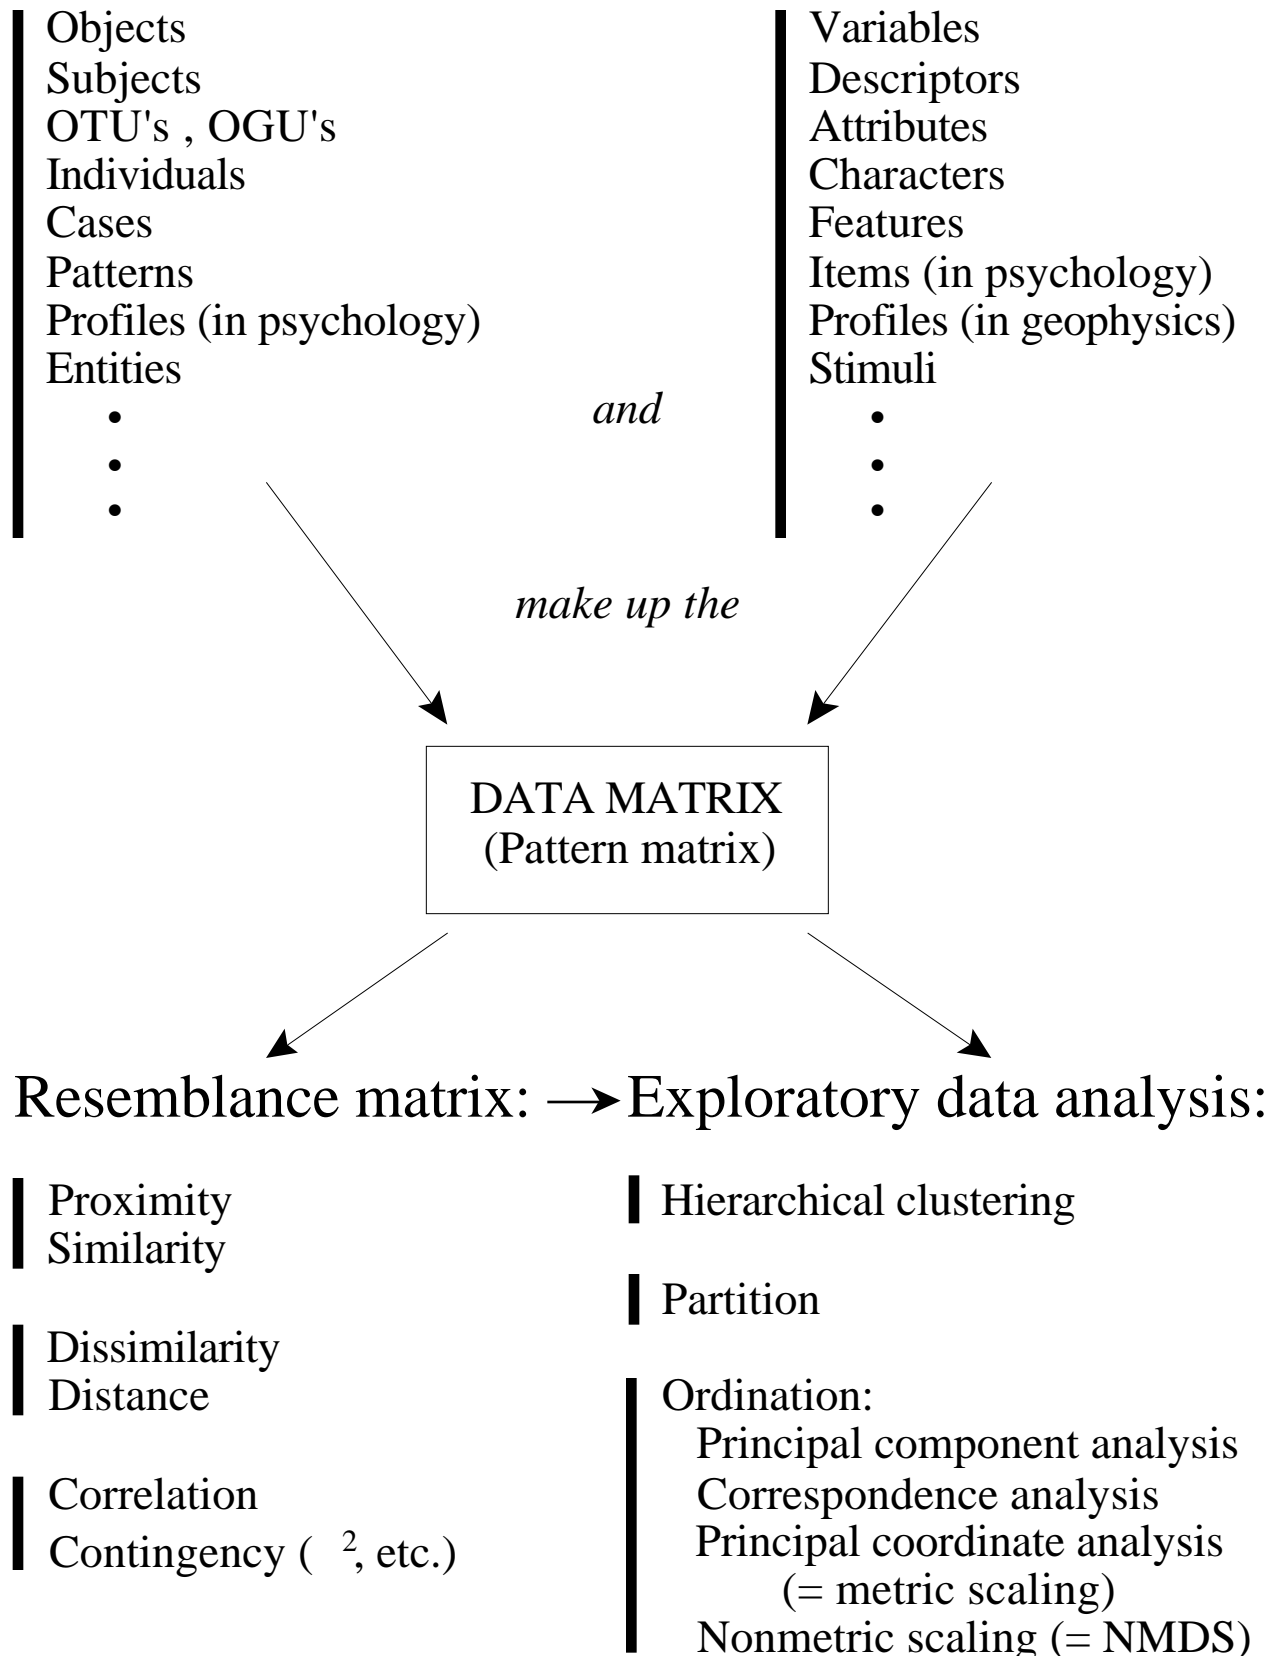 Objects
Subjects
OTU's , OGU's
Individuals
Cases
Patterns
Profiles (in psychology)
Entities
•
•
•
and
Variables
Descriptors
Attributes
Characters
Features
Items (in psychology)
Profiles (in geophysics)
Stimuli
•
•
•
make up the
DATA MATRIX
(Pattern matrix)
Resemblance matrix:
Proximity
Similarity
Dissimilarity
Distance
Correlation
Contingency ( ², etc.)
Exploratory data analysis:
Hierarchical clustering
Partition
Ordination:
Principal component analysis
Correspondence analysis
Principal coordinate analysis
(= metric scaling)
Nonmetric scaling (= NMDS)